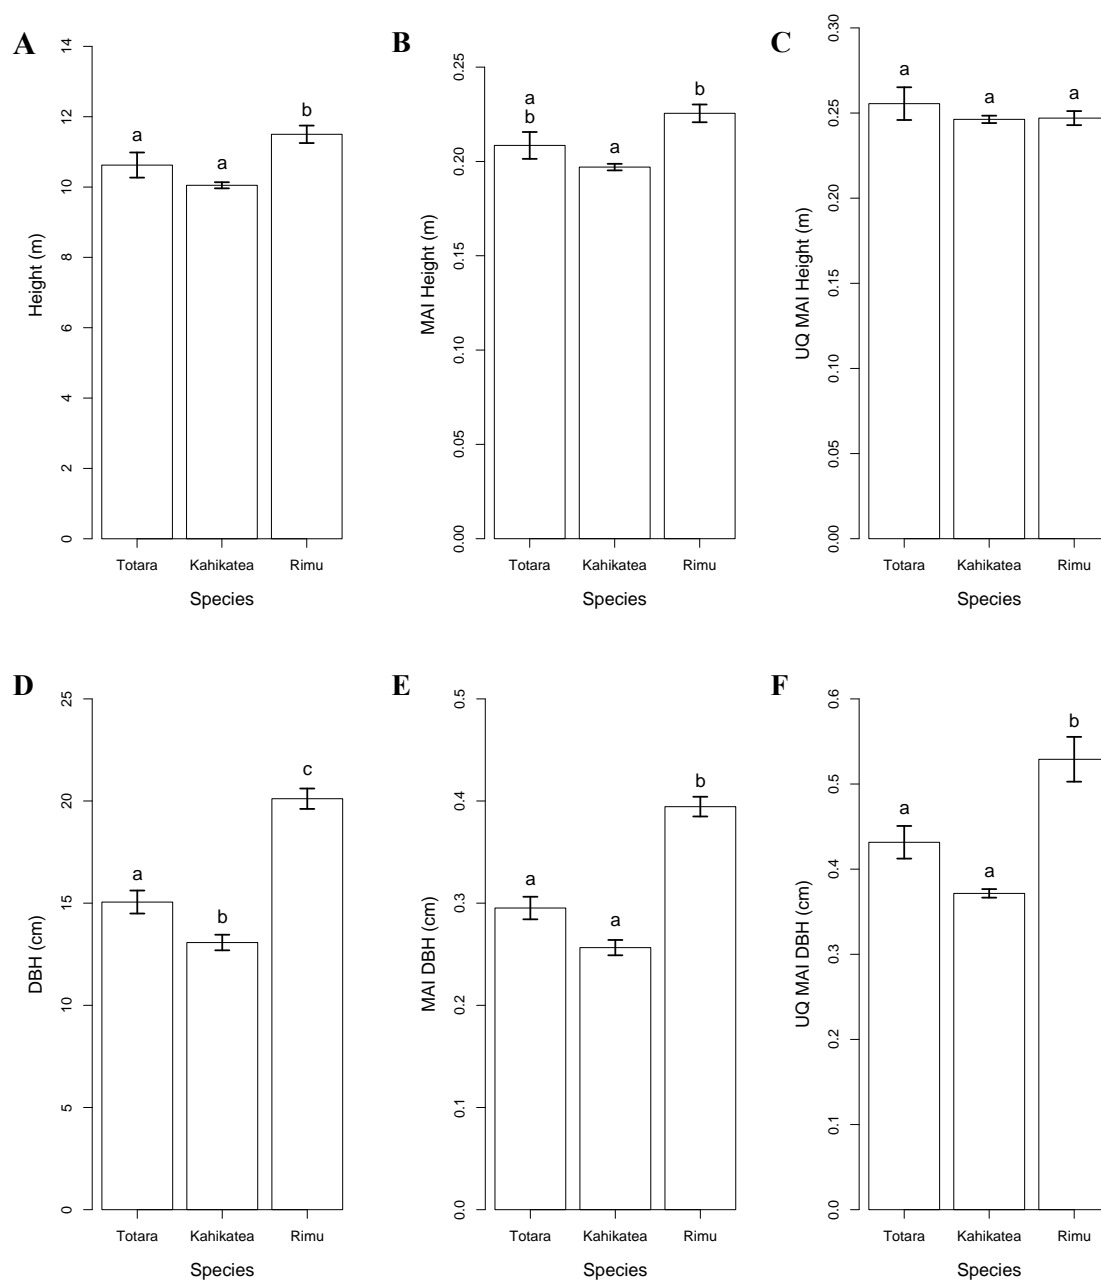 A
Height (m)
14
12
10
8
6
4
2
0
a
a
b
Totara Kahikatea Rimu
Species
B
MAI Height (m)
0.25
0.20
0.15
0.10
0.05
0.00
a
b
a
b
Totara Kahikatea Rimu
Species
C
UQ MAI Height (m)
0.30
0.25
0.20
0.15
0.10
0.05
0.00
a
a
a
Totara Kahikatea Rimu
Species
D
DBH (cm)
25
20
15
10
5
0
a
b
c
Totara Kahikatea Rimu
Species
E
MAI DBH (cm)
0.5
0.4
0.3
0.2
0.1
0.0
a
a
b
Totara Kahikatea Rimu
Species
F
UQ MAI DBH (cm)
0.6
0.5
0.4
0.3
0.2
0.1
0.0
a
a
b
Totara Kahikatea Rimu
Species